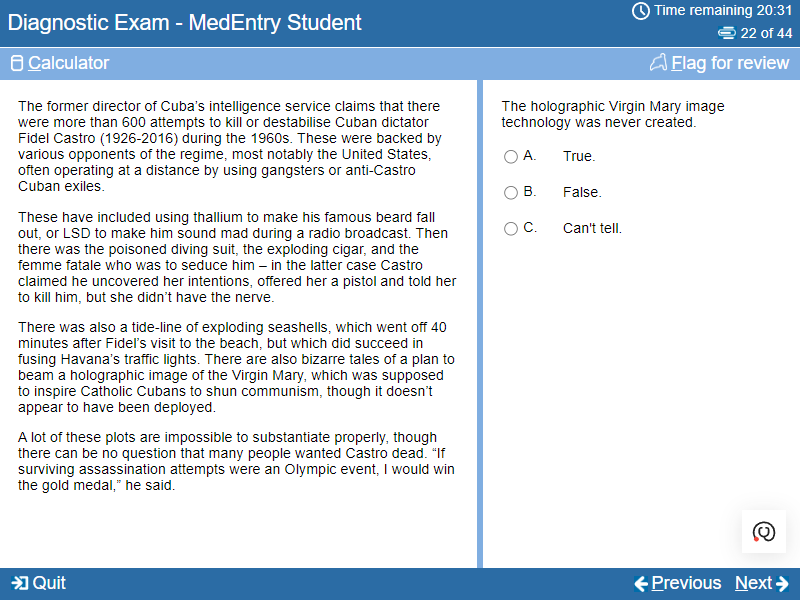 Diagnostic Exam - MedEntry Student
Time remaining 20:31
22 of 44
Calculator
Flag for review
The former director of Cuba's intelligence service claims that there
were more than 600 attempts to kill or destabilise Cuban dictator
Fidel Castro (1926-2016) during the 1960s. These were backed by
various opponents of the regime, most notably the United States,
often operating at a distance by using gangsters or anti-Castro
Cuban exiles.
These have included using thallium to make his famous beard fall
out, or LSD to make him sound mad during a radio broadcast. Then
there was the poisoned diving suit, the exploding cigar, and the
femme fatale who was to seduce him – in the latter case Castro
claimed he uncovered her intentions, offered her a pistol and told her
to kill him, but she didn't have the nerve.
There was also a tide-line of exploding seashells, which went off 40
minutes after Fidel's visit to the beach, but which did succeed in
fusing Havana's traffic lights. There are also bizarre tales of a plan to
beam a holographic image of the Virgin Mary, which was supposed
to inspire Catholic Cubans to shun communism, though it doesn't
appear to have been deployed.
A lot of these plots are impossible to substantiate properly, though
there can be no question that many people wanted Castro dead. “If
surviving assassination attempts were an Olympic event, I would win
the gold medal,” he said.
The holographic Virgin Mary image
technology was never created.
A. True.
B. False.
C. Can't tell.
Quit
Previous
Next